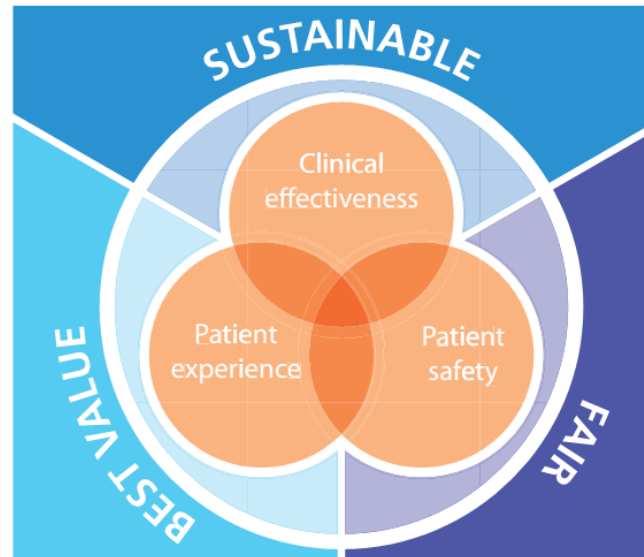 SUSTAINABLE
Clinical
effectiveness
Patient
experience
Patient
safety
BEST VALUE
FAIR